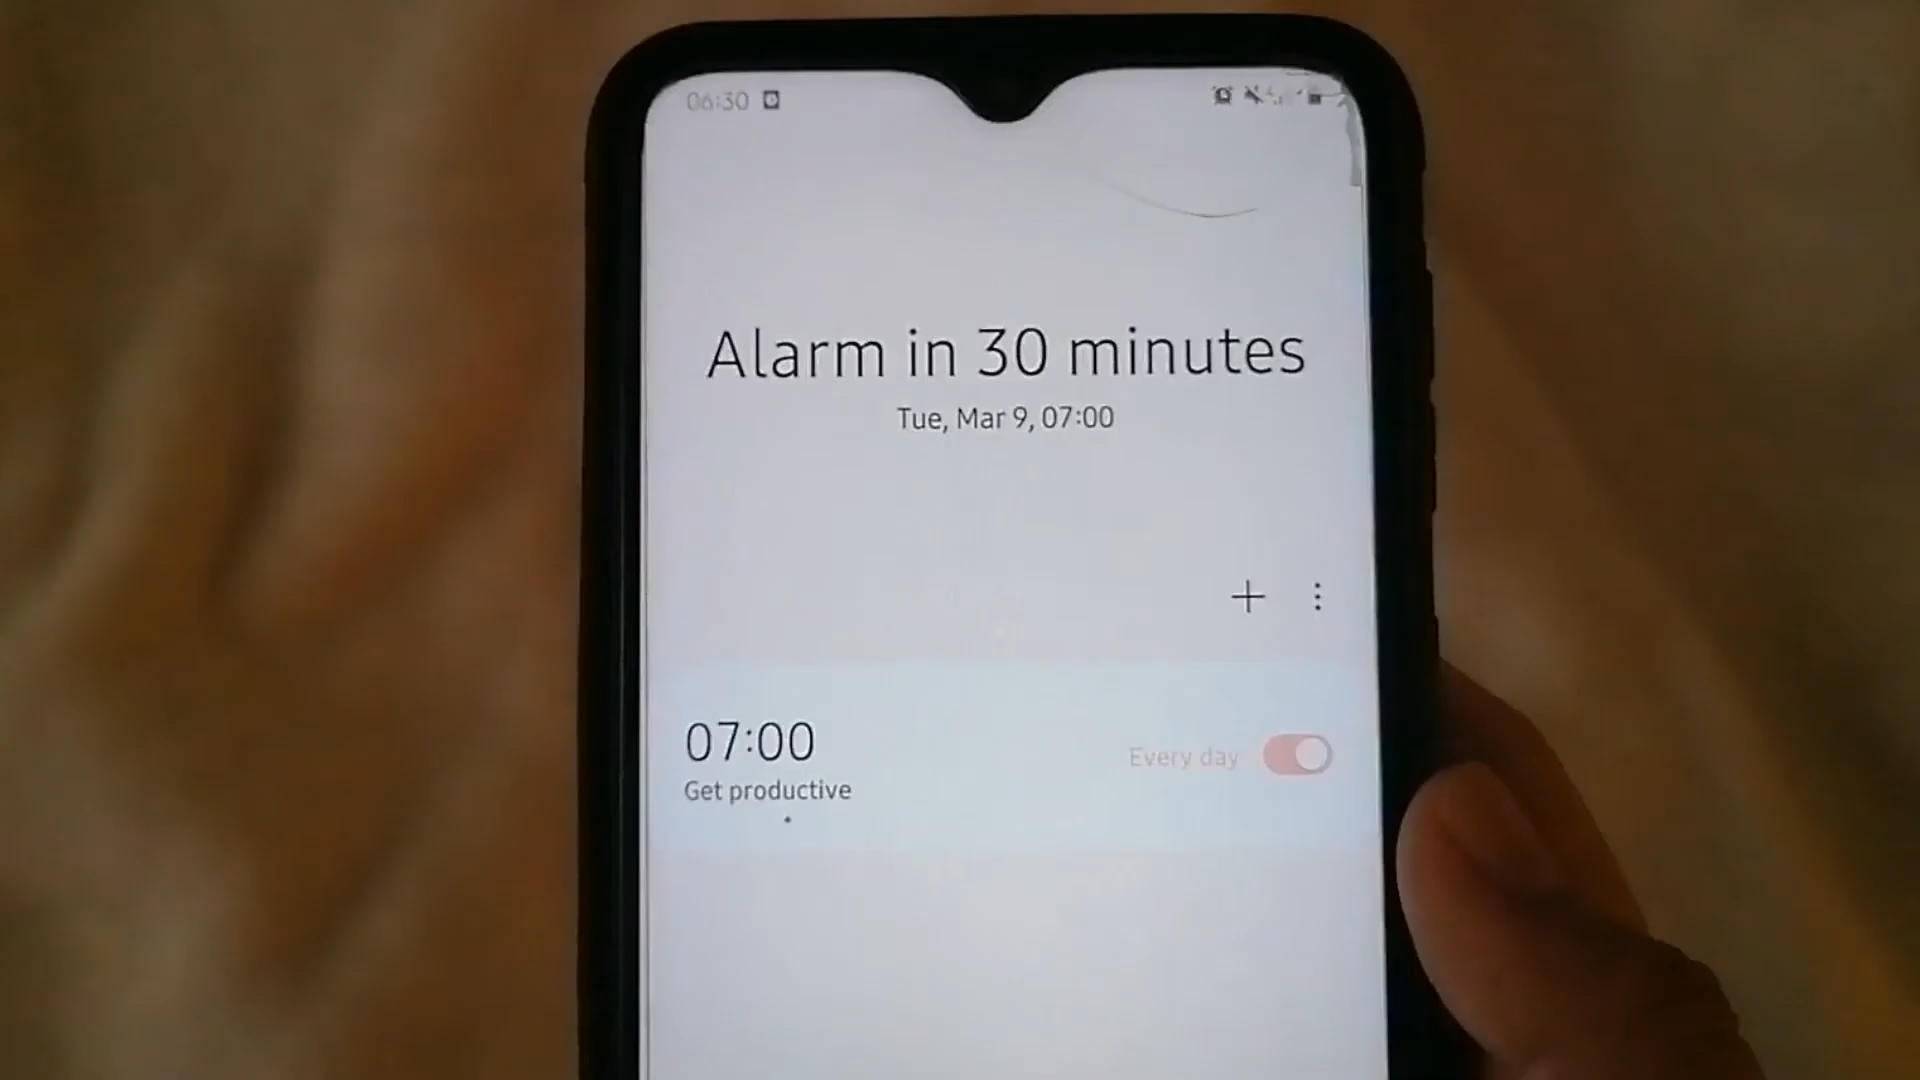 06:30
Alarm in 30 minutes
Tue, Mar 9, 07:00
07:00
Every day
Get productive